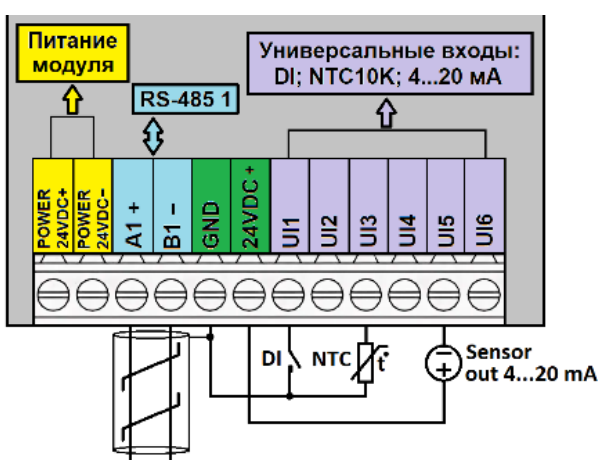 Питание
модуля
Универсальные входы:
DI; NTC10K; 4...20 мА
RS-485 1
POWER
24VDC+
POWER
24VDC-
A1 +
B1 -
GND
24VDC+
UI1
UI2
UI3
UI4
UI5
UI6
DI
NTC
t°
Sensor
out 4...20 mA